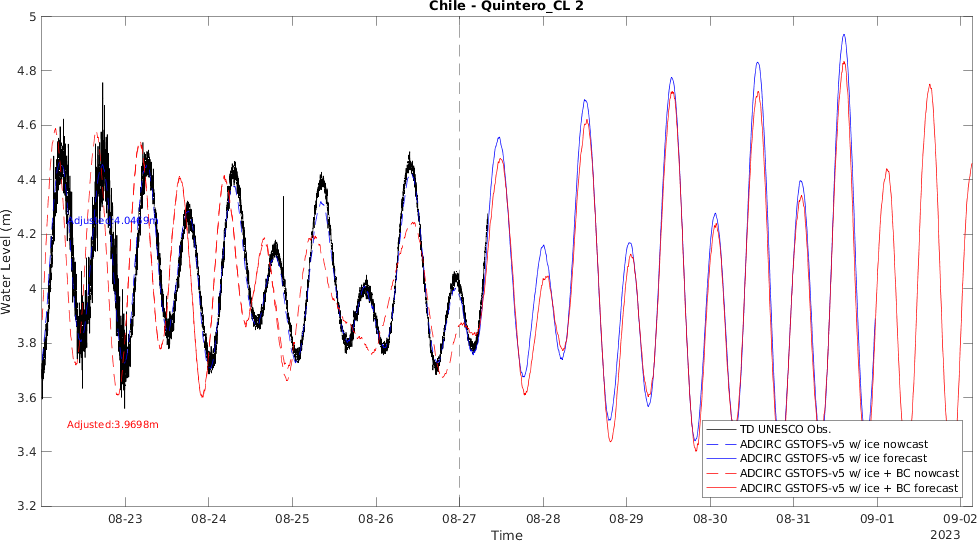 Chile - Quintero_CL 2
5
4.8
4.6
4.4
4.2
4
3.8
3.6
3.4
3.2
Water Level (m)
Adjusted:4.0469m
Adjusted:3.9698m
TD UNESCO Obs.
ADCIRC GSTOFS-v5 w/ ice nowcast
ADCIRC GSTOFS-v5 w/ ice forecast
ADCIRC GSTOFS-v5 w/ ice + BC nowcast
ADCIRC GSTOFS-v5 w/ ice + BC forecast
08-23 08-24 08-25 08-26 08-27 08-28 08-29 08-30 08-31 09-01 09-02
2023
Time